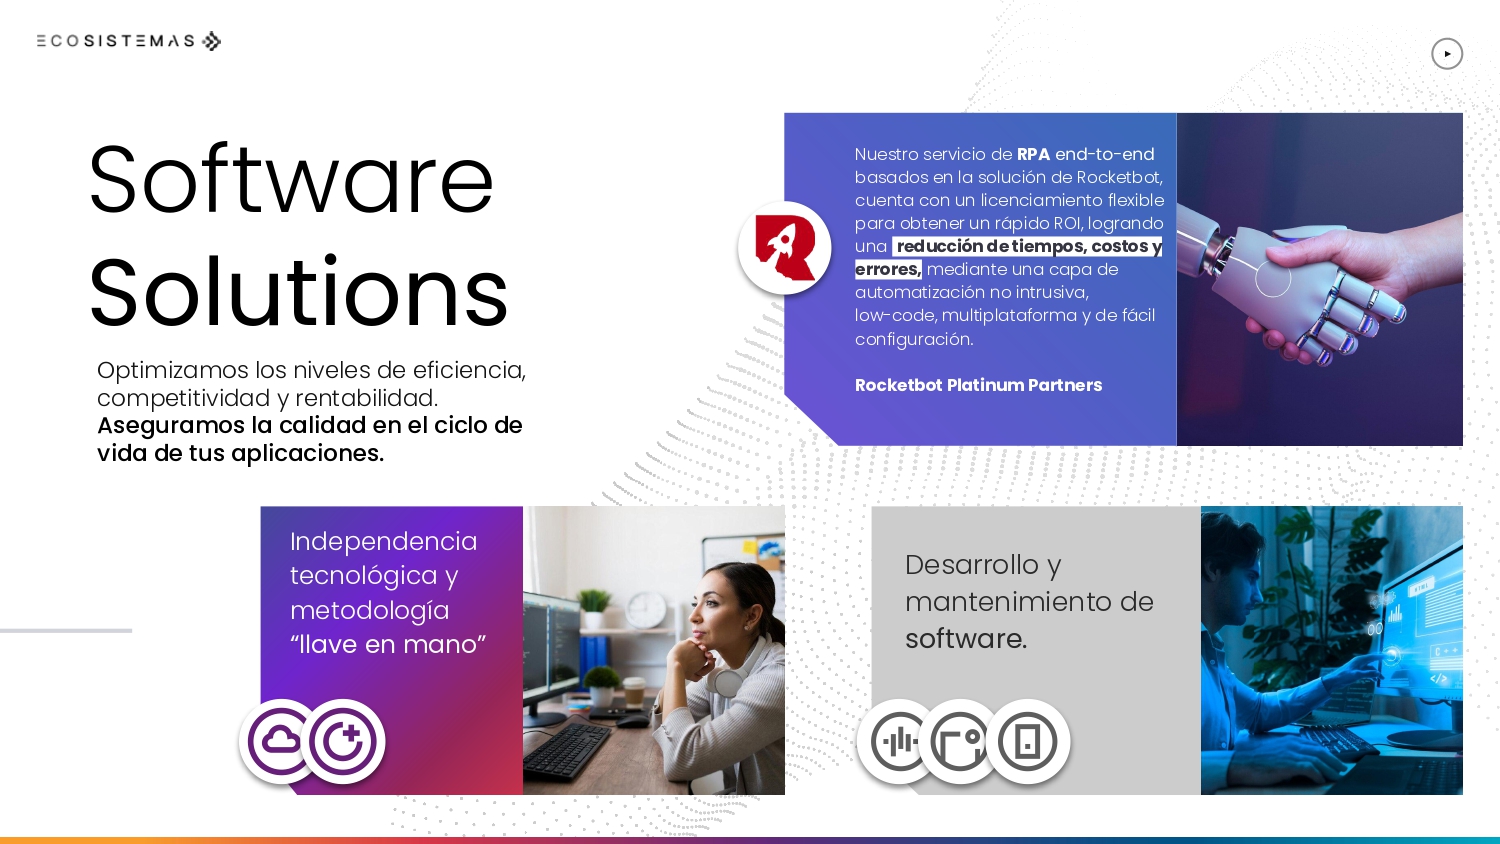 ECOSISTEMAS
Software
Solutions
Optimizamos los niveles de eficiencia,
competitividad y rentabilidad.
Aseguramos la calidad en el ciclo de
vida de tus aplicaciones.
Nuestro servicio de RPA end-to-end
basados en la solución de Rocketbot,
cuenta con un licenciamiento flexible
para obtener un rápido ROI, logrando
una reducción de tiempos, costos y
errores, mediante una capa de
automatización no intrusiva,
low-code, multiplataforma y de fácil
configuración.
Rocketbot Platinum Partners
Independencia
tecnológica y
metodología
“llave en mano”
Desarrollo y
mantenimiento de
software.
HTML
C++
</>